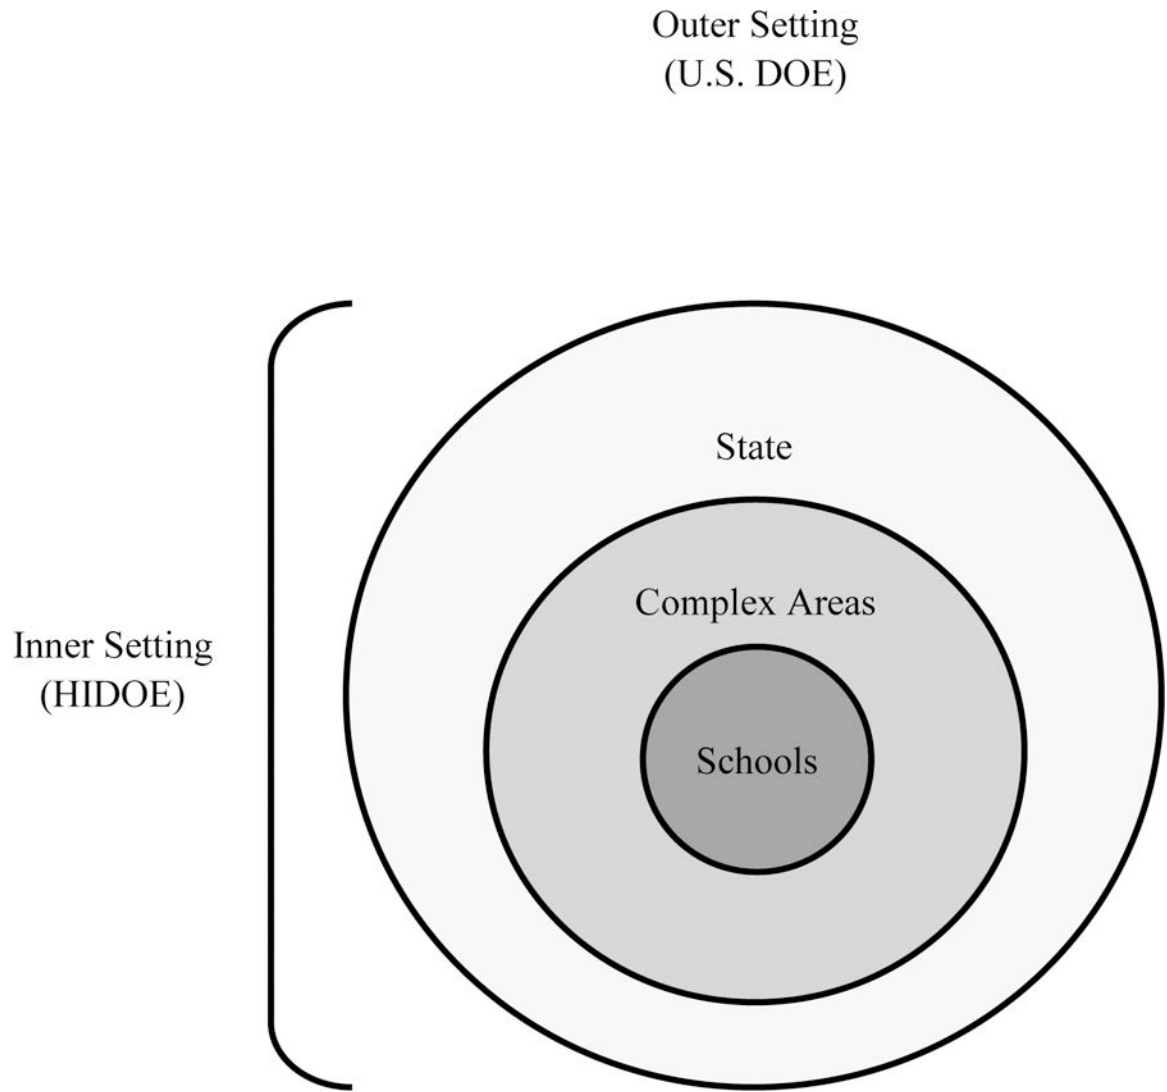 Outer Setting
(U.S. DOE)
State
Complex Areas
Inner Setting
(HIDOE)
Schools